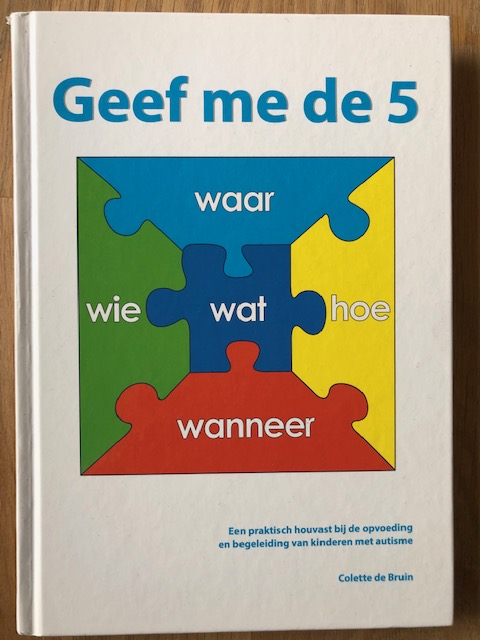 Geef me de 5
waar
wie wat hoe
wanneer
Een praktisch houvast bij de opvoeding
en begeleiding van kinderen met autisme
Colette de Bruin